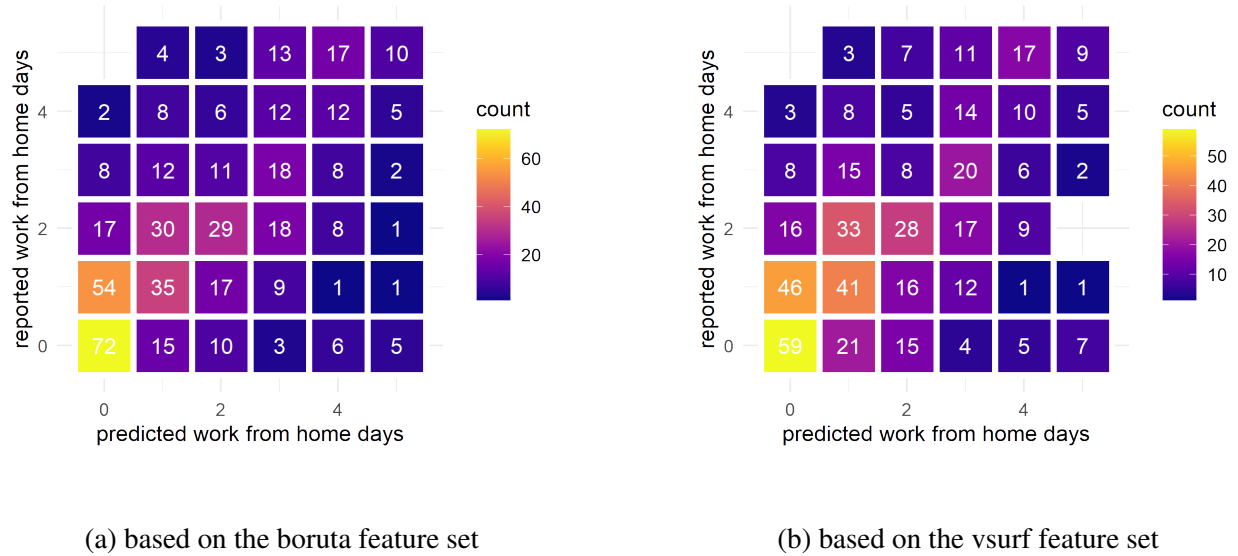 4 3 13 17 10
4 2 8 6 12 12 5
8 12 11 18 8 2
2 17 30 29 18 8 1
54 35 17 9 1 1
0 72 15 10 3 6 5
0 2 4
predicted work from home days
reported work from home days
count
60
40
20
3 7 11 17 9
4 3 8 5 14 10 5
8 15 8 20 6 2
2 16 33 28 17 9
46 41 16 12 1 1
0 59 21 15 4 5 7
0 2 4
predicted work from home days
reported work from home days
count
50
40
30
20
10
(a) based on the boruta feature set
(b) based on the vsurf feature set